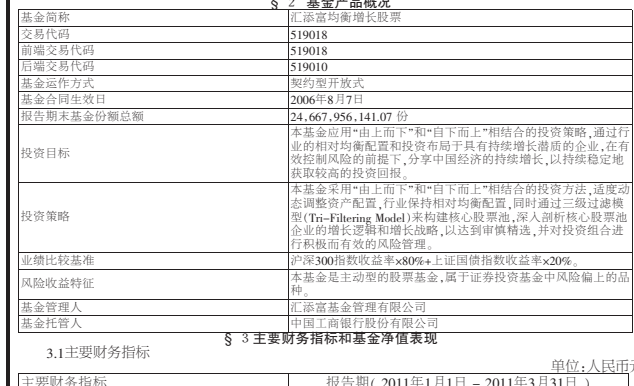 § 2 基金产品概况
基金简称 汇添富均衡增长股票
交易代码 519018
前端交易代码 519018
后端交易代码 519010
基金运作方式 契约型开放式
基金合同生效日 2006年8月7日
报告期末基金份额总额 24,667,956,141.07 份
投资目标
本基金应用“由上而下”和“自下而上”相结合的投资策略,通过行
业的相对均衡配置和投资布局于具有持续增长潜质的企业,在有
效控制风险的前提下,分享中国经济的持续增长,以持续稳定地
获取较高的投资回报。
投资策略
本基金采用“由上而下”和“自下而上”相结合的投资方法,适度动
态调整资产配置,行业保持相对均衡配置,同时通过三级过滤模
型(Tri-Filtering Model)来构建核心股票池,深入剖析核心股票池
企业的增长逻辑和增长战略,以达到审慎精选,并对投资组合进
行积极而有效的风险管理。
业绩比较基准 沪深300指数收益率×80%+上证国债指数收益率×20%。
风险收益特征
本基金是主动型的股票基金,属于证券投资基金中风险偏上的品
种。
基金管理人 汇添富基金管理有限公司
基金托管人 中国工商银行股份有限公司
§ 3 主要财务指标和基金净值表现
3.1主要财务指标
单位:人民币元
主要财务指标 报告期( 2011年1月1日 - 2011年3月31日 )